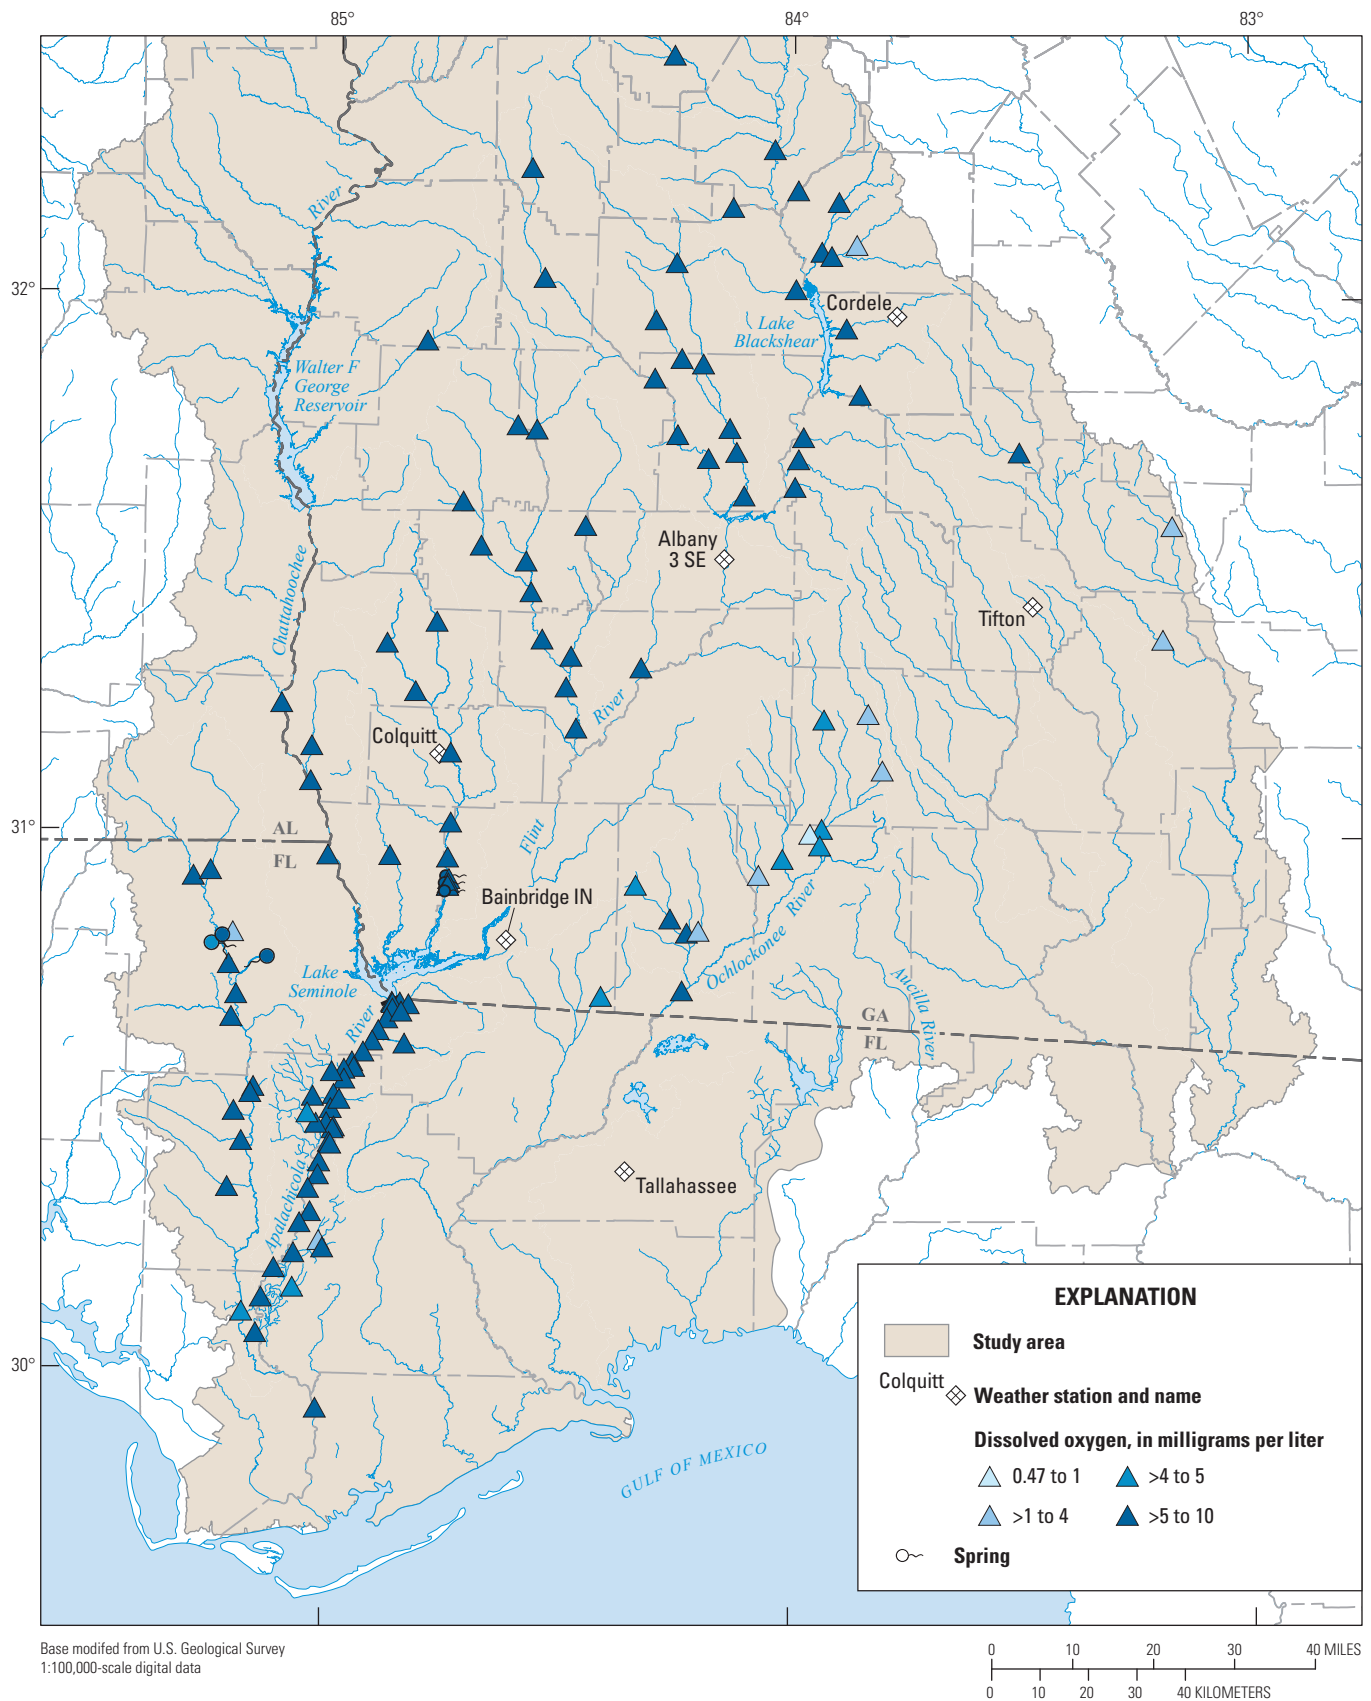 85°
84°
83°
32°
31°
30°
River
Cordele
Lake
Blackshear
Walter F
George
Reservoir
Albany
3 SE
Chattahoochee
Tifton
River
Colquitt
Flint
AL
FL
Bainbridge IN
River
Ochlockonee
Lake
Seminole
Aucilla River
River
GA
FL
Apalachicola
Tallahassee
GULF OF MEXICO
EXPLANATION
Study area
Colquitt
Weather station and name
Dissolved oxygen, in milligrams per liter
0.47 to 1
>4 to 5
>1 to 4
>5 to 10
Spring
Base modifed from U.S. Geological Survey
1:100,000-scale digital data
0 10 20 30 40 MILES
0 10 20 30 40 KILOMETERS